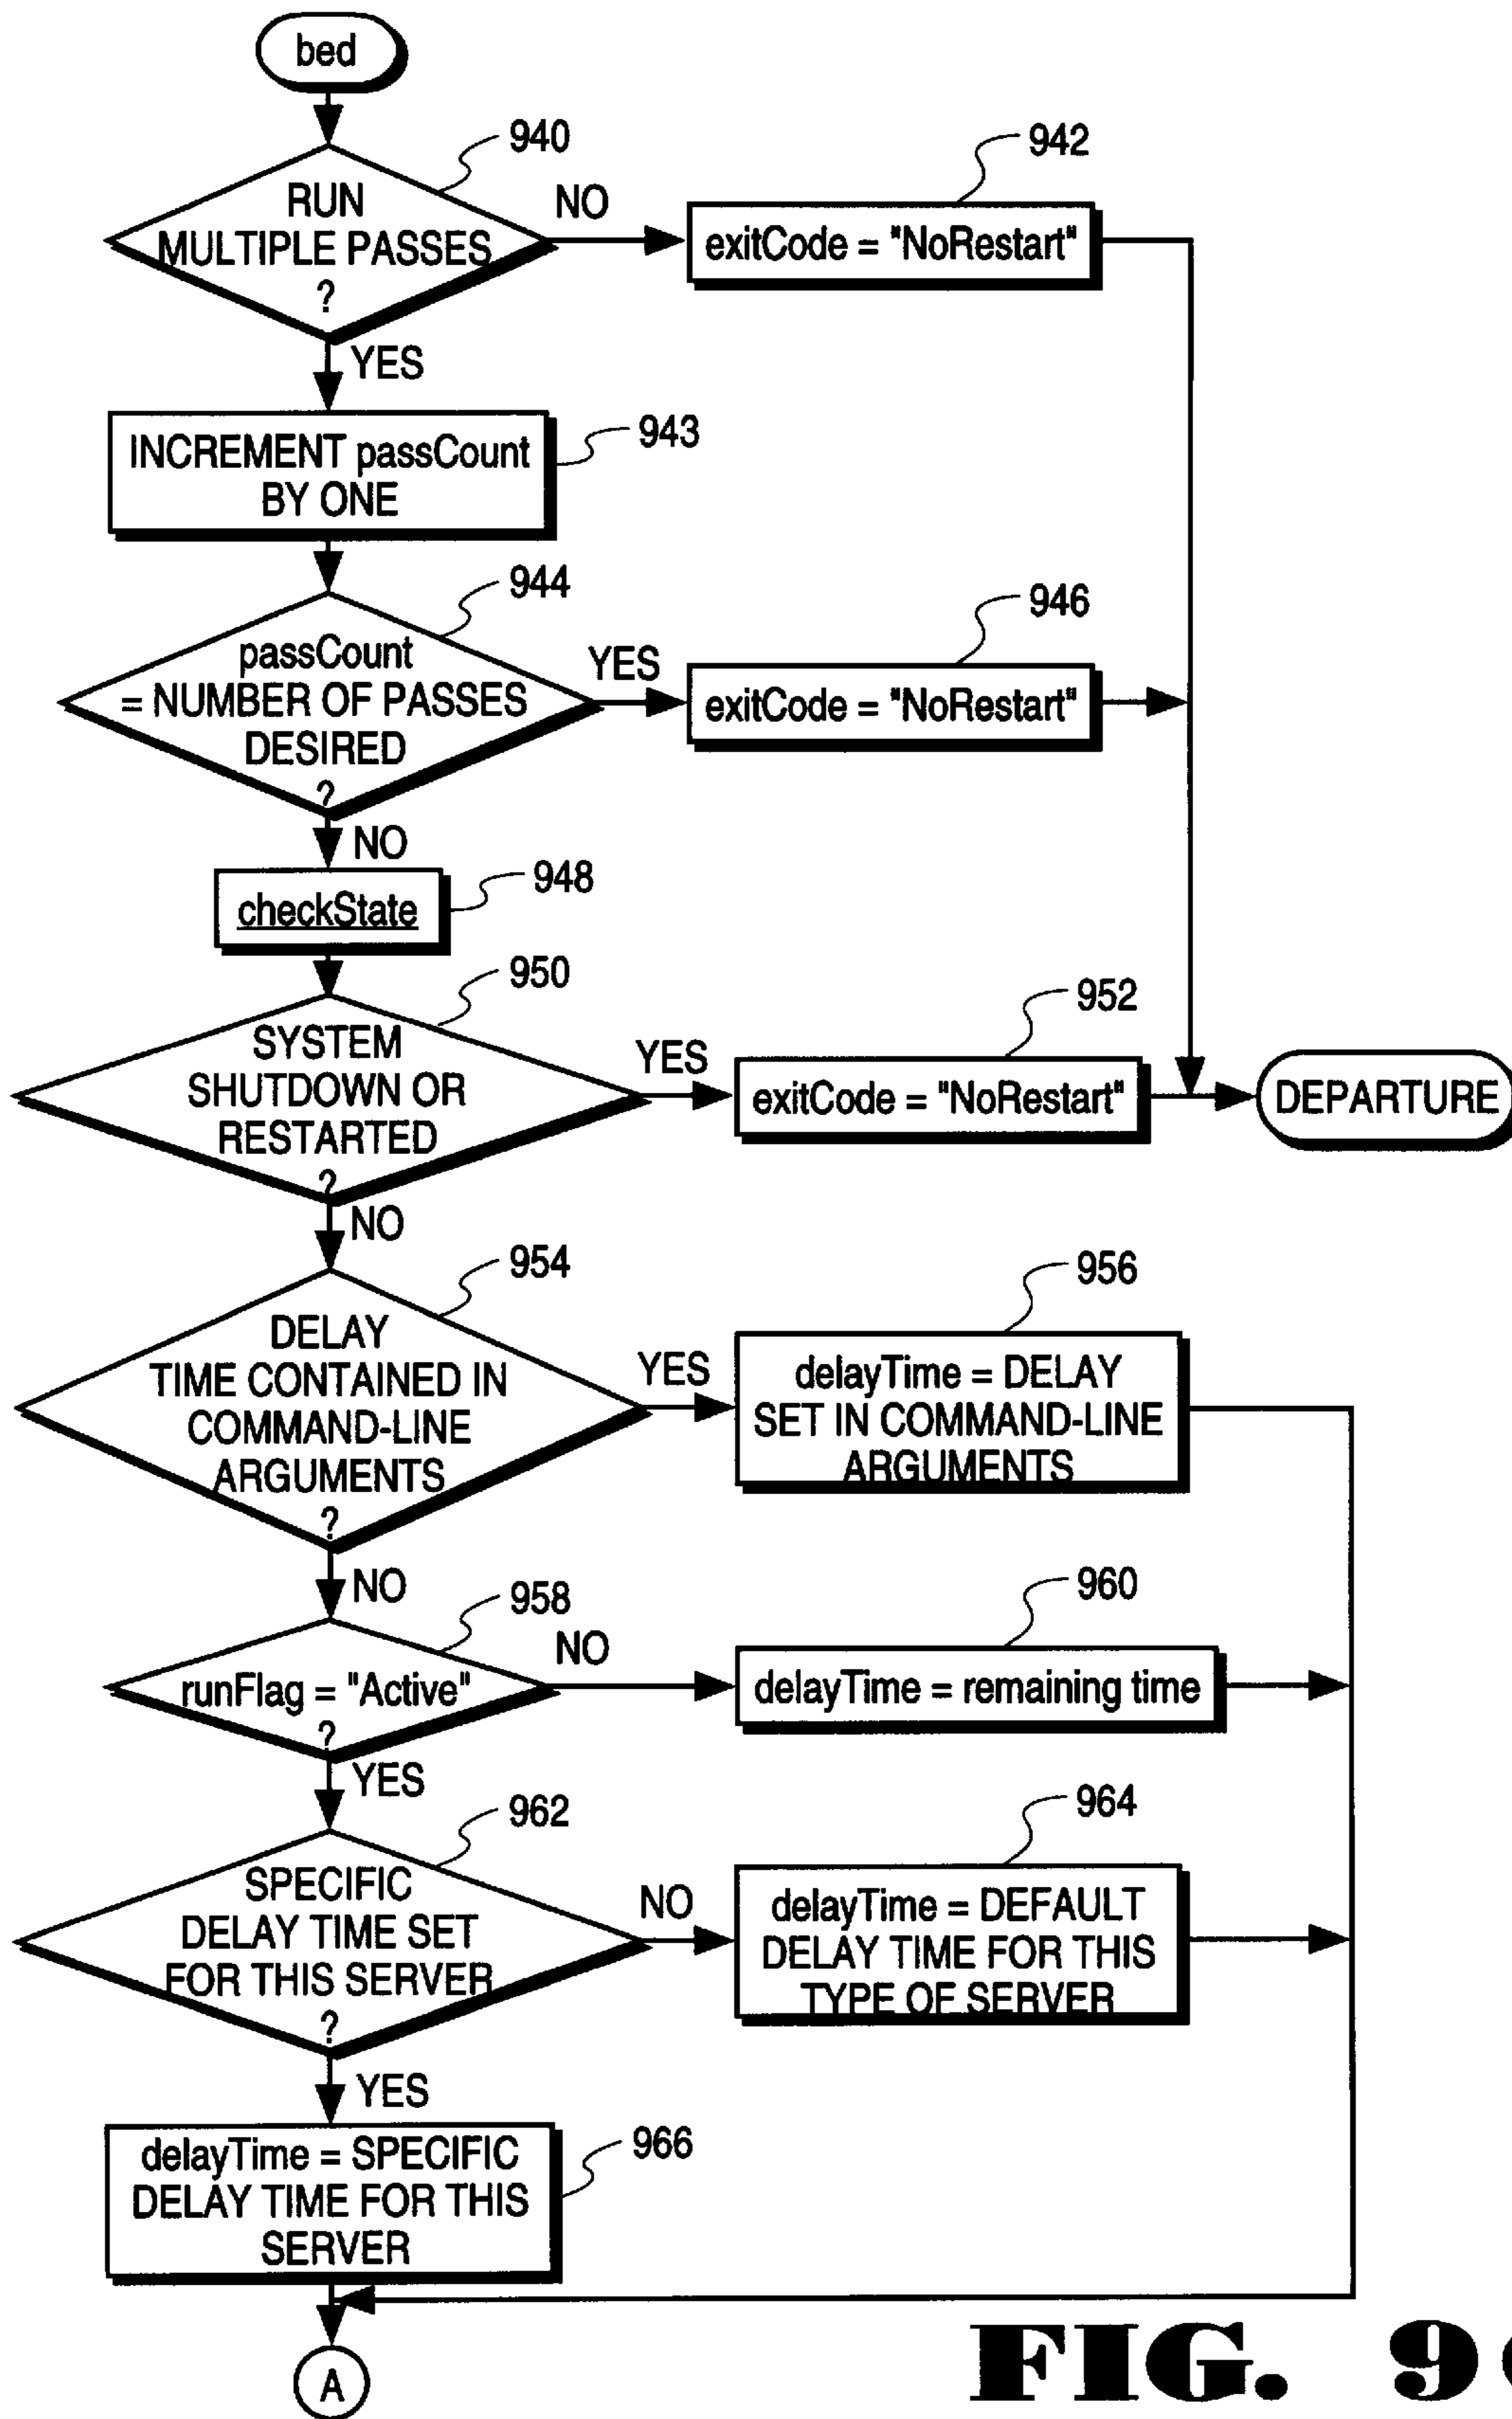 bed
940
RUN
MULTIPLE PASSES
?
NO
942
exitCode = "NoRestart"
YES
943
INCREMENT passCount
BY ONE
944
passCount
= NUMBER OF PASSES
DESIRED
?
YES
946
exitCode = "NoRestart"
NO
948
checkState
950
SYSTEM
SHUTDOWN OR
RESTARTED
?
YES
952
exitCode = "NoRestart"
DEPARTURE
NO
954
DELAY
TIME CONTAINED IN
COMMAND-LINE
ARGUMENTS
?
YES
956
delayTime = DELAY
SET IN COMMAND-LINE
ARGUMENTS
NO
958
runFlag = "Active"
?
NO
960
delayTime = remaining time
YES
962
SPECIFIC
DELAY TIME SET
FOR THIS SERVER
?
NO
964
delayTime = DEFAULT
DELAY TIME FOR THIS
TYPE OF SERVER
YES
966
delayTime = SPECIFIC
DELAY TIME FOR THIS
SERVER
A
FIG. 9